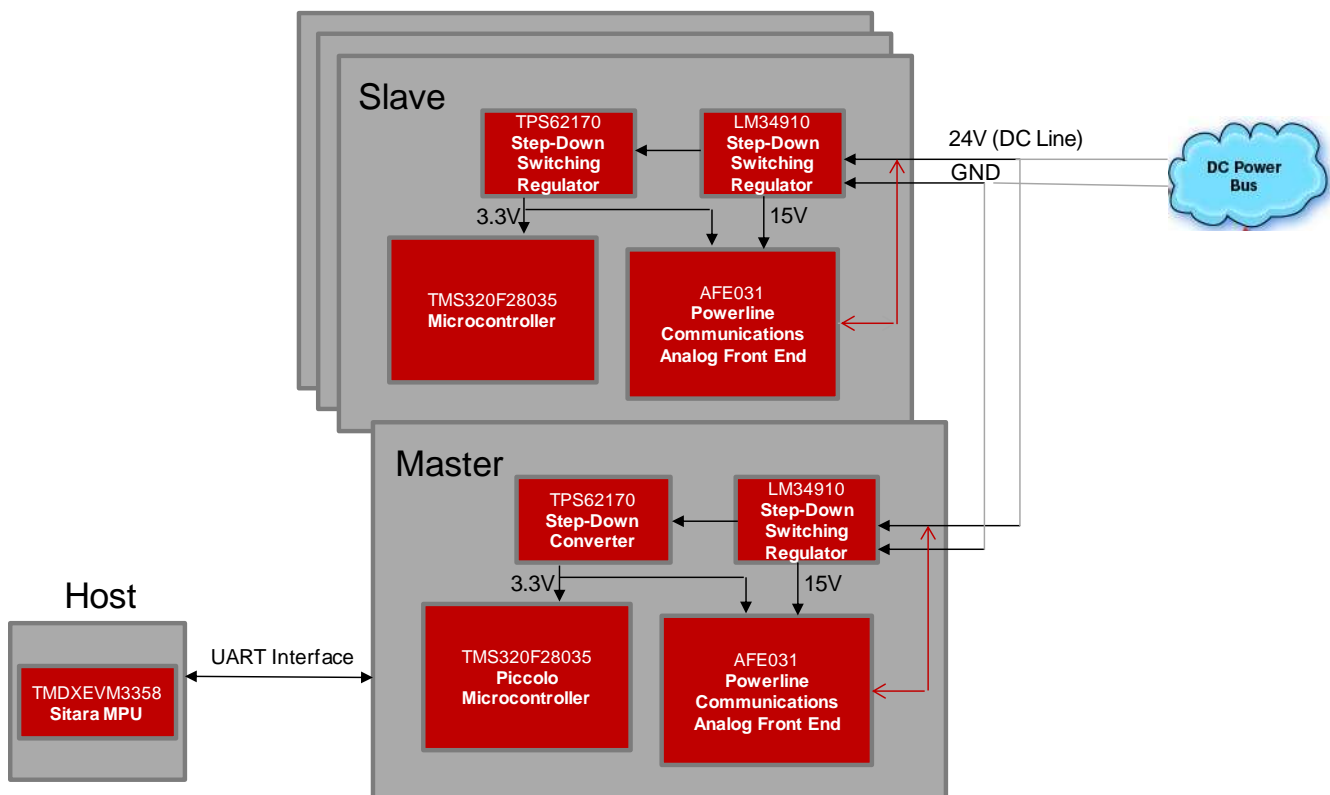 Slave
TPS62170
Step-Down
Switching
Regulator
LM34910
Step-Down
Switching
Regulator
24V (DC Line)
GND
DC Power
Bus
3.3V
15V
TMS320F28035
Microcontroller
AFE031
Powerline
Communications
Analog Front End
Master
TPS62170
Step-Down
Converter
LM34910
Step-Down
Switching
Regulator
3.3V
15V
Host
UART Interface
TMDXEVM3358
Sitara MPU
TMS320F28035
Piccolo
Microcontroller
AFE031
Powerline
Communications
Analog Front End